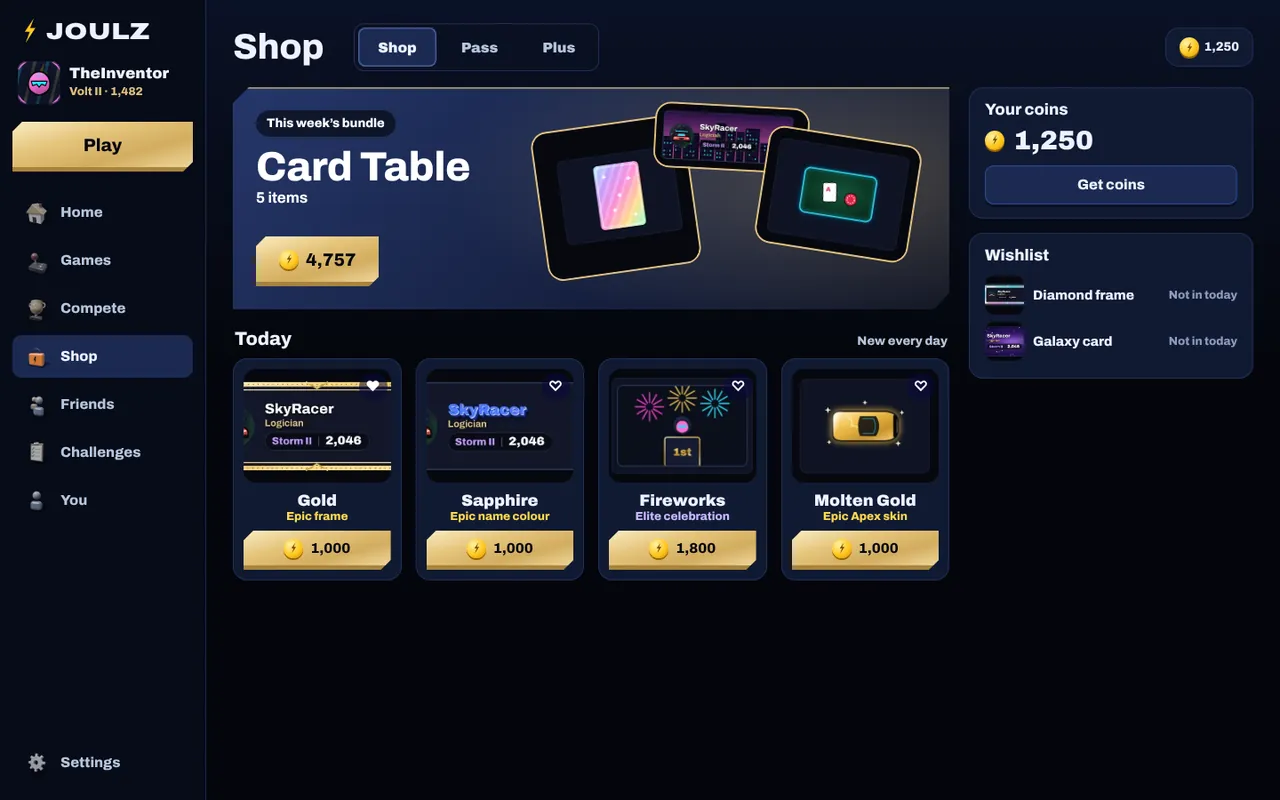 JOULZ
TheInventor
Volt II · 1,482
Play
Home
Games
Compete
Shop
Friends
Challenges
You
Settings
Shop
Shop
Pass
Plus
1,250
This week's bundle
Card Table
5 items
4,757
SkyRacer
Logician
Storm II 2,046
A
Your coins
1,250
Get coins
Wishlist
Diamond frame
Not in today
Galaxy card
Not in today
Today
New every day
SkyRacer
Logician
Storm II 2,046
Gold
Epic frame
1,000
SkyRacer
Logician
Storm II 2,046
Sapphire
Epic name colour
1,000
1st
Fireworks
Elite celebration
1,800
Molten Gold
Epic Apex skin
1,000